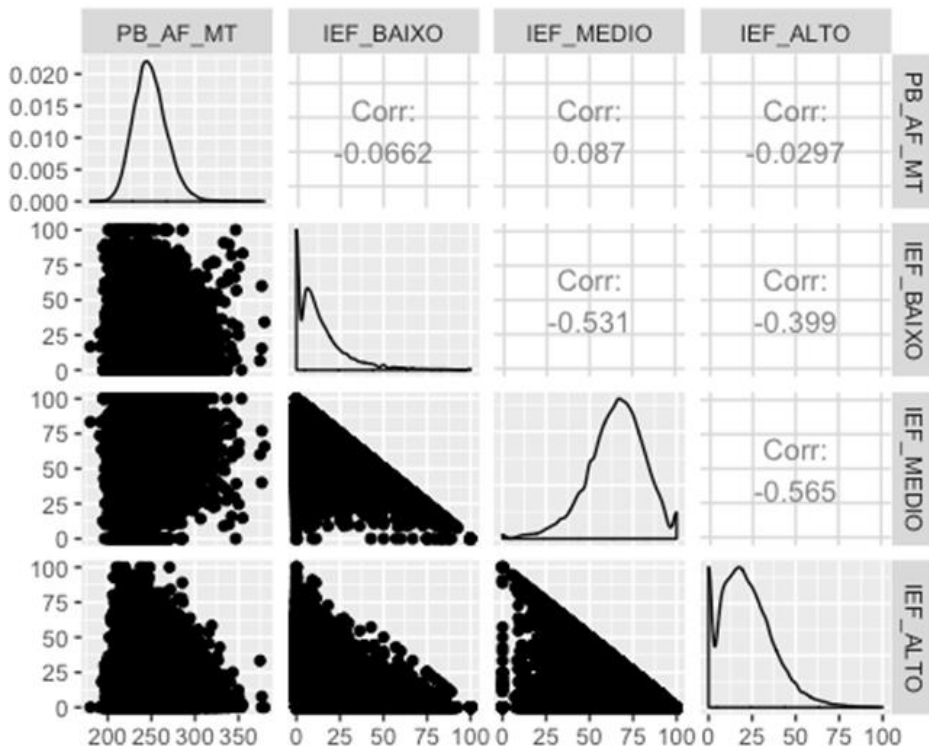 PB_AF_MT IEF_BAIXO IEF_MEDIO IEF_ALTO
0.020
0.015
0.010
0.005
0.000
Corr:
-0.0662
Corr:
0.087
Corr:
-0.0297
PB_AF_MT
100
75
50
25
0
Corr:
-0.531
Corr:
-0.399
IEF_BAIXO
100
75
50
25
0
Corr:
-0.565
IEF_MEDIO
100
75
50
25
0
IEF_ALTO
200 250 300 350 0 25 50 75 100 0 25 50 75 100 0 25 50 75 100